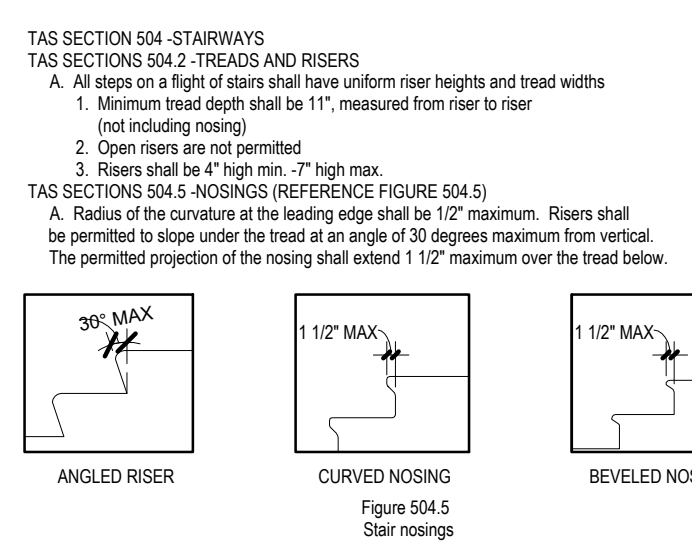 TAS SECTION 504 -STAIRWAYS
TAS SECTIONS 504.2 -TREADS AND RISERS
A. All steps on a flight of stairs shall have uniform riser heights and tread widths
1. Minimum tread depth shall be 11", measured from riser to riser
(not including nosing)
2. Open risers are not permitted
3. Risers shall be 4" high min. -7" high max.
TAS SECTIONS 504.5 -NOSINGS (REFERENCE FIGURE 504.5)
A. Radius of the curvature at the leading edge shall be 1/2" maximum. Risers shall
be permitted to slope under the tread at an angle of 30 degrees maximum from vertical.
The permitted projection of the nosing shall extend 1 1/2" maximum over the tread below.
30° MAX
1 1/2" MAX
1 1/2" MAX
ANGLED RISER
CURVED NOSING
BEVELED NOS
Figure 504.5
Stair nosings